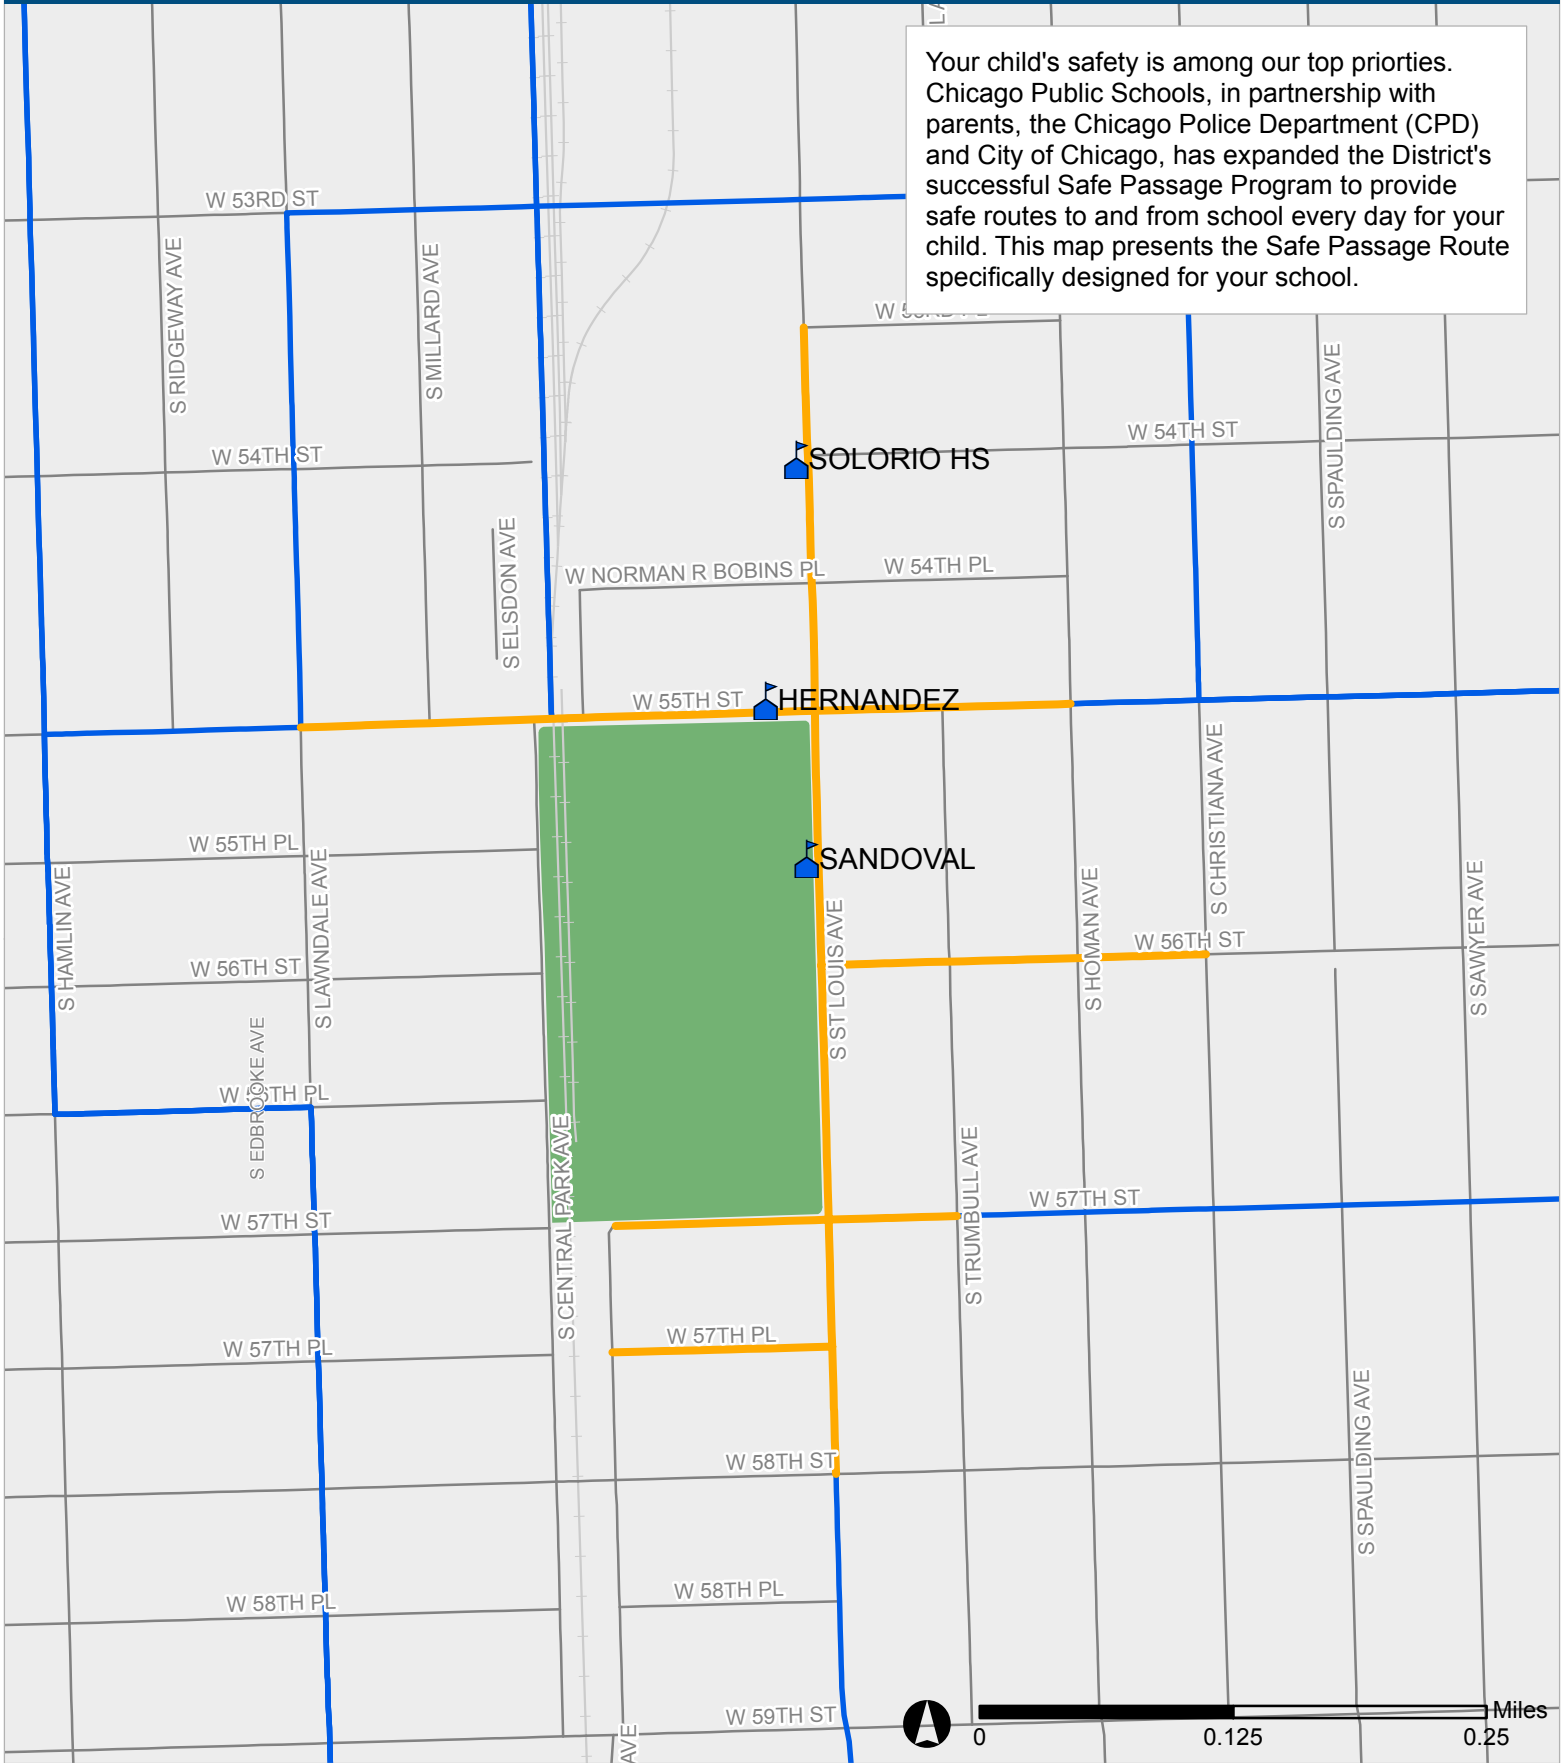 Your child's safety is among our top priorties.
Chicago Public Schools, in partnership with
parents, the Chicago Police Department (CPD)
and City of Chicago, has expanded the District's
successful Safe Passage Program to provide
safe routes to and from school every day for your
child. This map presents the Safe Passage Route
specifically designed for your school.
W 53RD ST
S RIDGEWAY AVE
S MILLARD AVE
W 53RD PL
S SPAULDING AVE
W 54TH ST
W 54TH ST
SOLORIO HS
S ELSDON AVE
W NORMAN R BOBINS PL
W 54TH PL
W 55TH ST
HERNANDEZ
S CHRISTIANA AVE
W 55TH PL
S LAWNDALE AVE
SANDOVAL
S HAMLIN AVE
S ST LOUIS AVE
S HOMAN AVE
S SAWYER AVE
W 56TH ST
W 56TH ST
S EDBROOKE AVE
W 56TH PL
S CENTRAL PARK AVE
S TRUMBULL AVE
W 57TH ST
W 57TH ST
W 57TH PL
W 57TH PL
S SPAULDING AVE
W 58TH ST
W 58TH PL
W 58TH PL
W 59TH ST
AVE
Miles
0
0.125
0.25